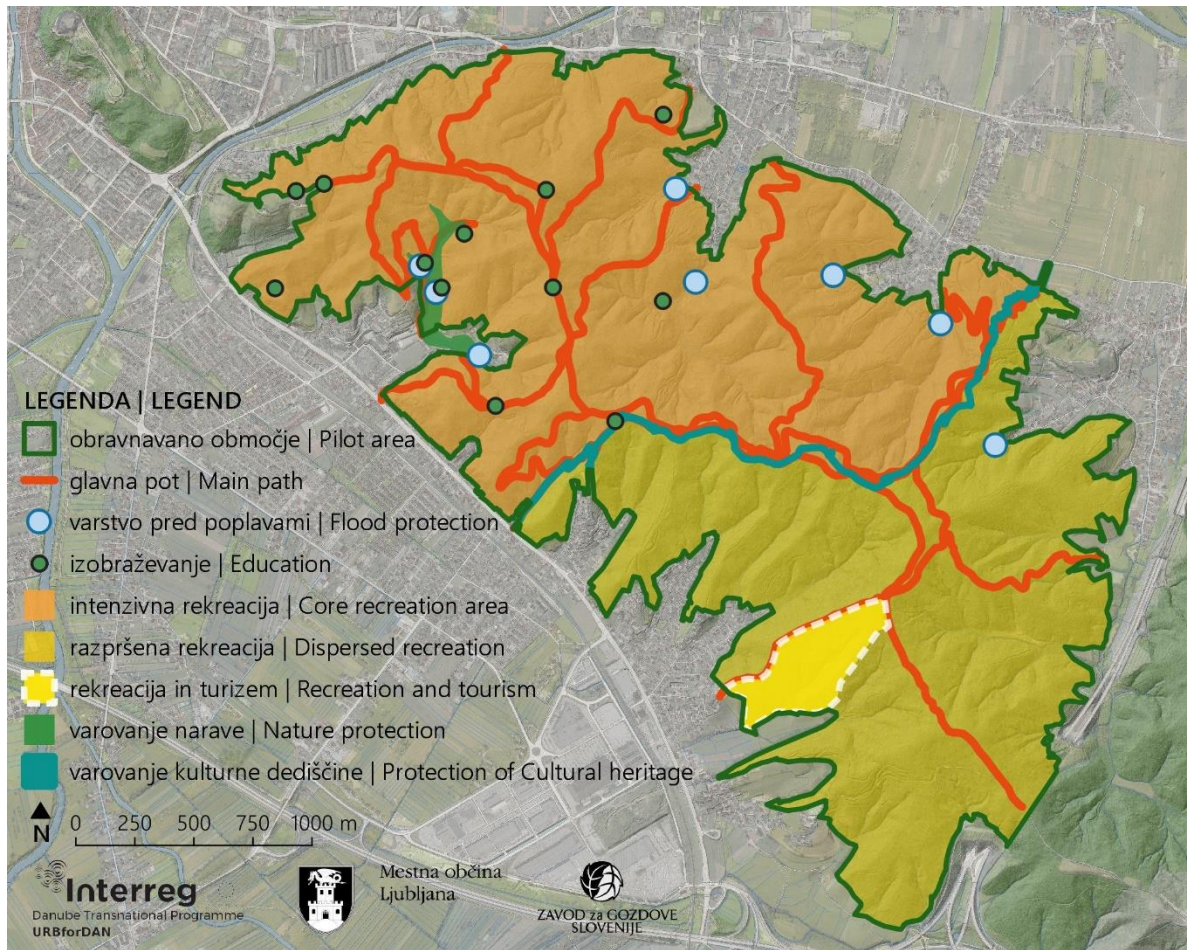 LEGENDA | LEGEND
obravnavano območje | Pilot area
glavna pot | Main path
varstvo pred poplavami | Flood protection
izobraževanje | Education
intenzivna rekreacija | Core recreation area
razpršena rekreacija | Dispersed recreation
rekreacija in turizem | Recreation and tourism
varovanje narave | Nature protection
varovanje kulturne dediščine | Protection of Cultural heritage
N
0 250 500 750 1000 m
Interreg
Danube Transnational Programme
URBforDAN
Mestna občina
Ljubljana
ZAVOD za GOZDOVE
SLOVENIJE